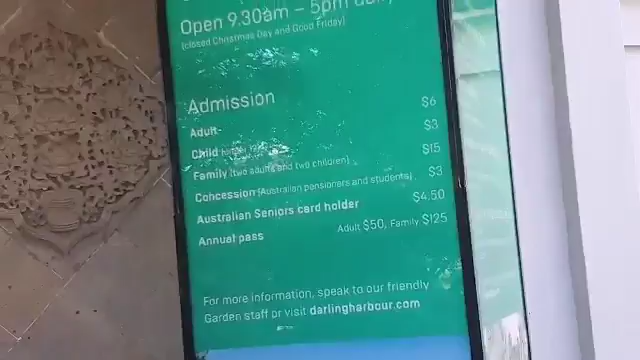 Open 9.30am – 5pm daily
(closed Christmas Day and Good Friday)
Admission
Adult $6
Child $3
Family (two adults and two children) $15
Concession (Australian pensioners and students) $3
Australian Seniors card holder $4.50
Annual pass Adult $50, Family $125
For more information, speak to our friendly
Garden staff or visit darlingharbour.com